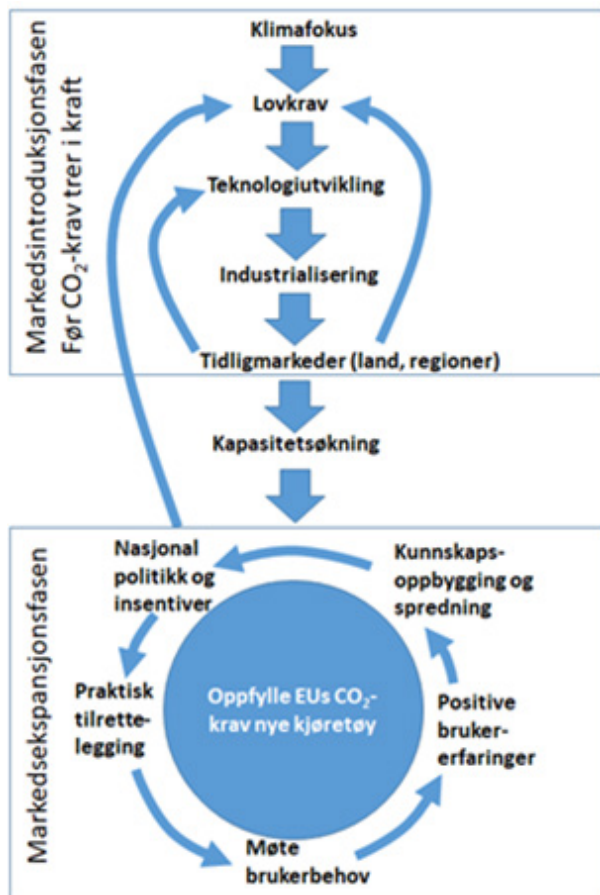 Markedsintroduksjonsfasen
Før CO₂-krav trer i kraft
Klimafokus
Lovkrav
Teknologiutvikling
Industrialisering
Tidligmarkeder (land, regioner)
Kapasitetsøkning
Markedsekspansjonsfasen
Nasjonal
politikk og
insentiver
Kunnskaps-
oppbygging og
spredning
Praktisk
tilrette-
legging
Oppfylle EUs CO₂-
krav nye kjøretøy
Positive
bruker-
erfaringer
Møte
brukerbehov